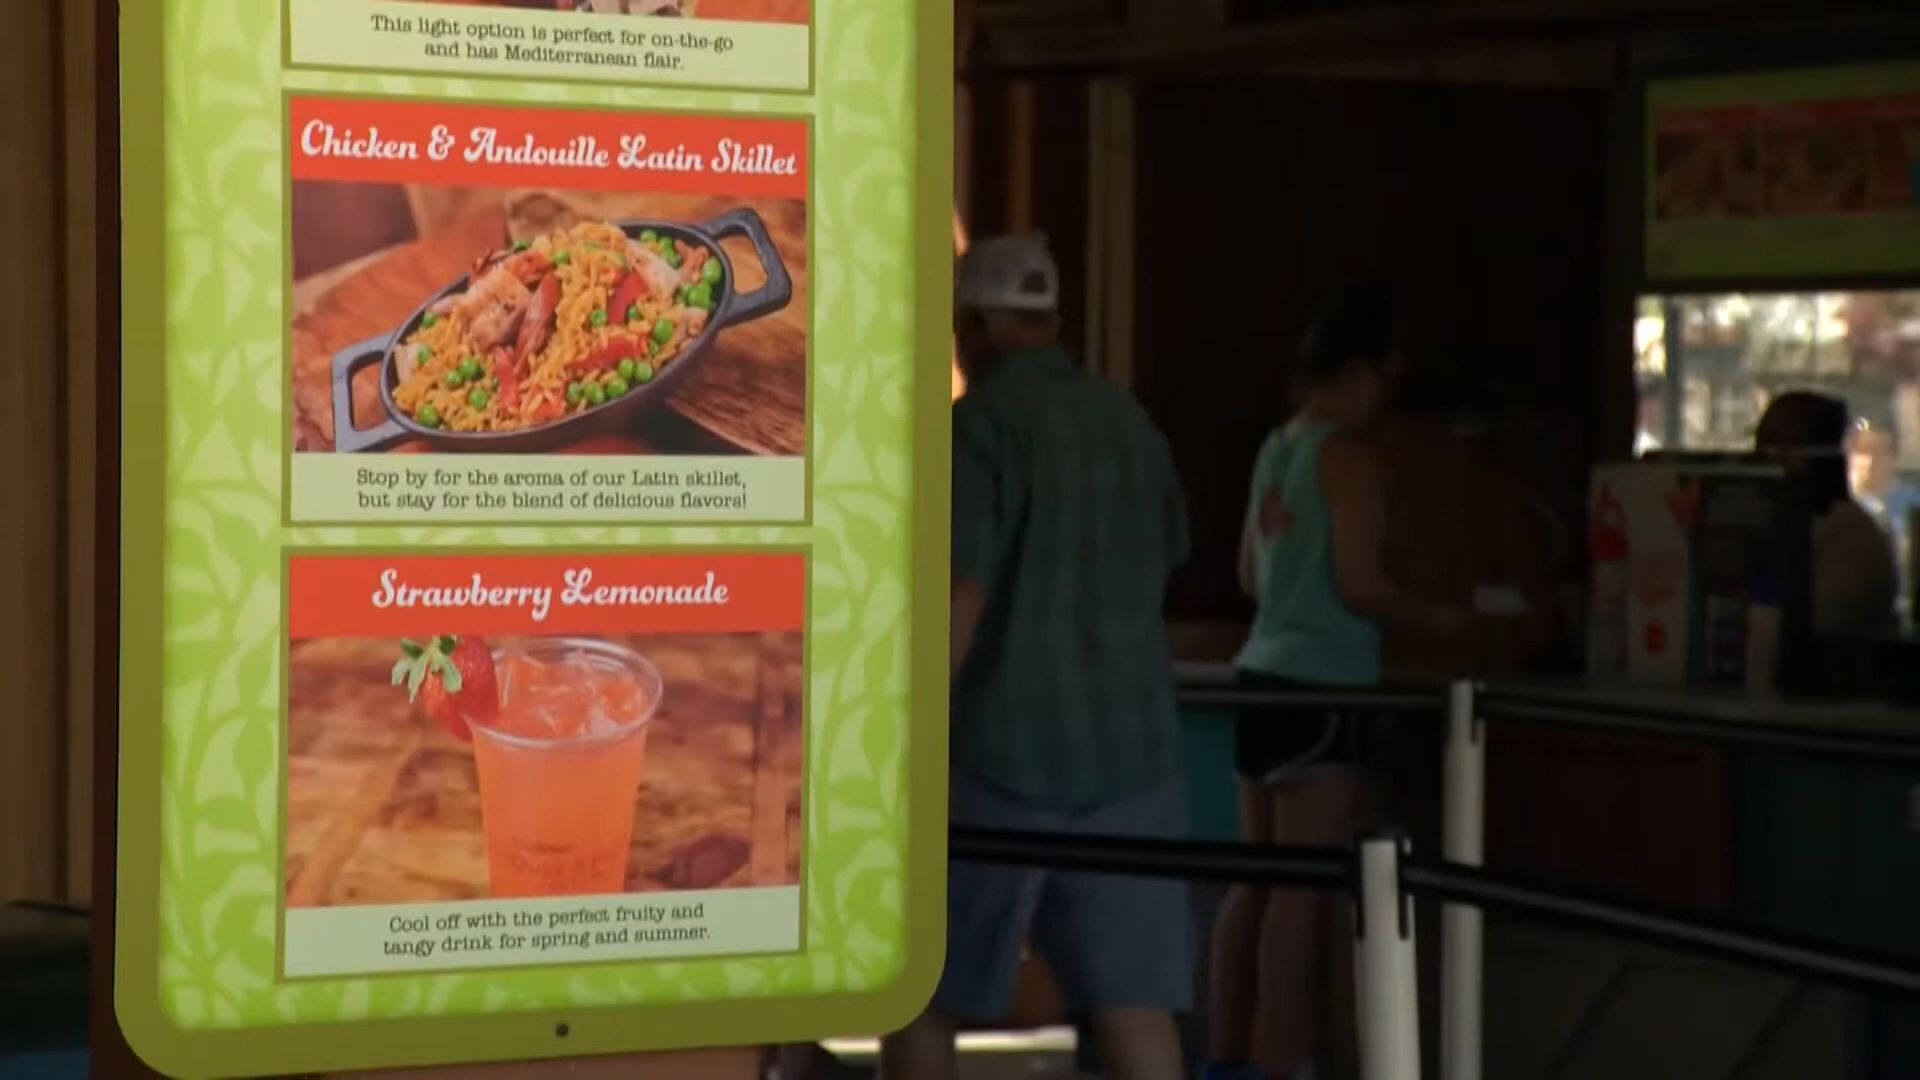 This light option is perfect for on-the-go
and has Mediterranean flair.
Chicken & Andouille Latin Skillet
Stop by for the aroma of our Latin skillet,
but stay for the blend of delicious flavors!
Strawberry Lemonade
Cool off with the perfect fruity and
tangy drink for spring and summer.